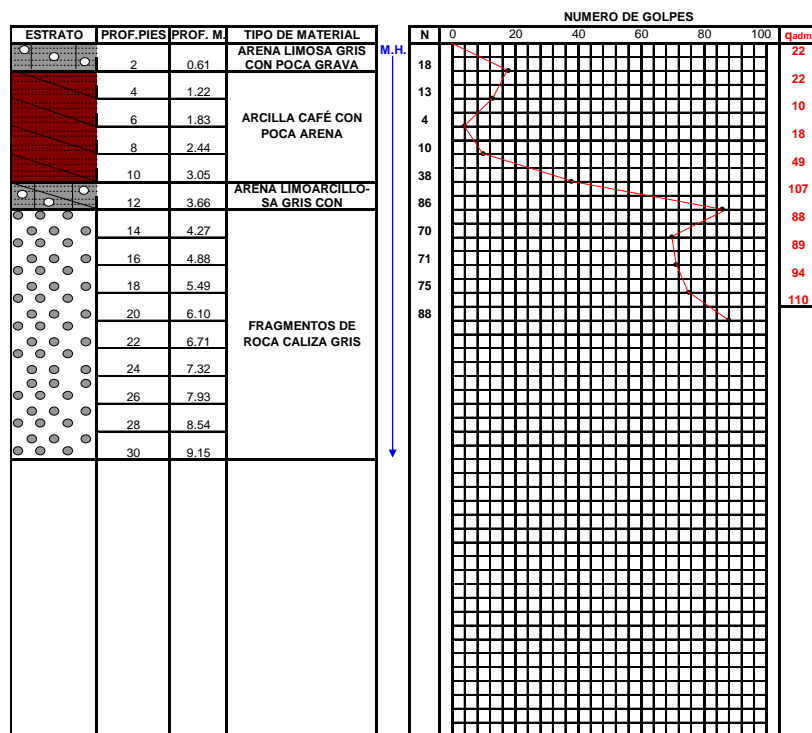 NUMERO DE GOLPES
ESTRATO PROF.PIES PROF. M. TIPO DE MATERIAL N 0 20 40 60 80 100 qadm
ARENA LIMOSA GRIS CON POCA GRAVA
M.H.
2 0.61 18 22
4 1.22 13 22
ARCILLA CAFÉ CON POCA ARENA
6 1.83 4 10
8 2.44 10 18
10 3.05 38 49
ARENA LIMOARCILLO-
SA GRIS CON
12 3.66 86 107
14 4.27 70 88
16 4.88 71 89
18 5.49 75 94
20 6.10 88 110
FRAGMENTOS DE
ROCA CALIZA GRIS
22 6.71
24 7.32
26 7.93
28 8.54
30 9.15